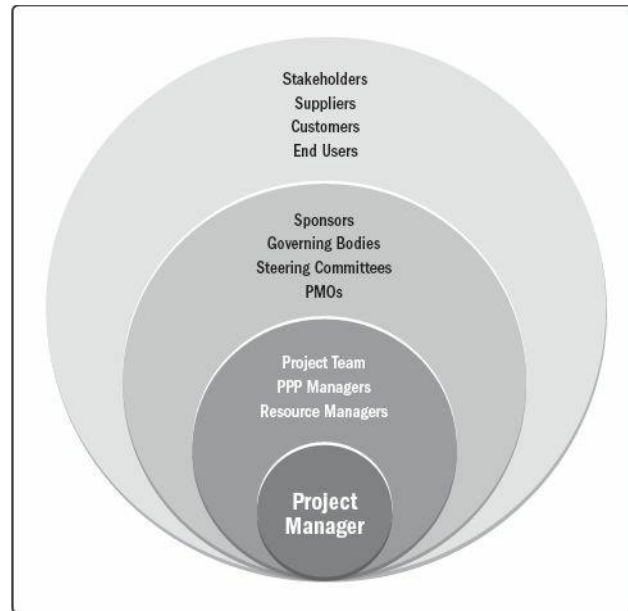 Stakeholders
Suppliers
Customers
End Users
Sponsors
Governing Bodies
Steering Committees
PMOs
Project Team
PPP Managers
Resource Managers
Project
Manager